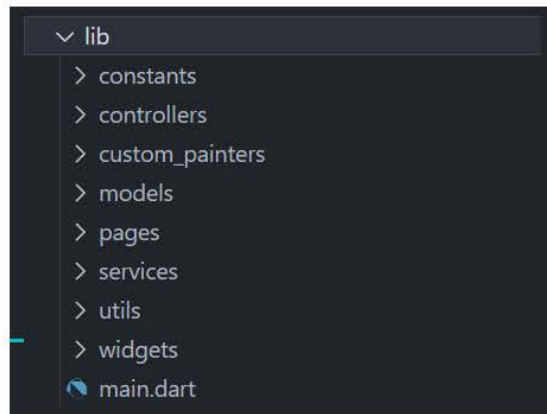 lib
constants
controllers
custom_painters
models
pages
services
utils
widgets
main.dart